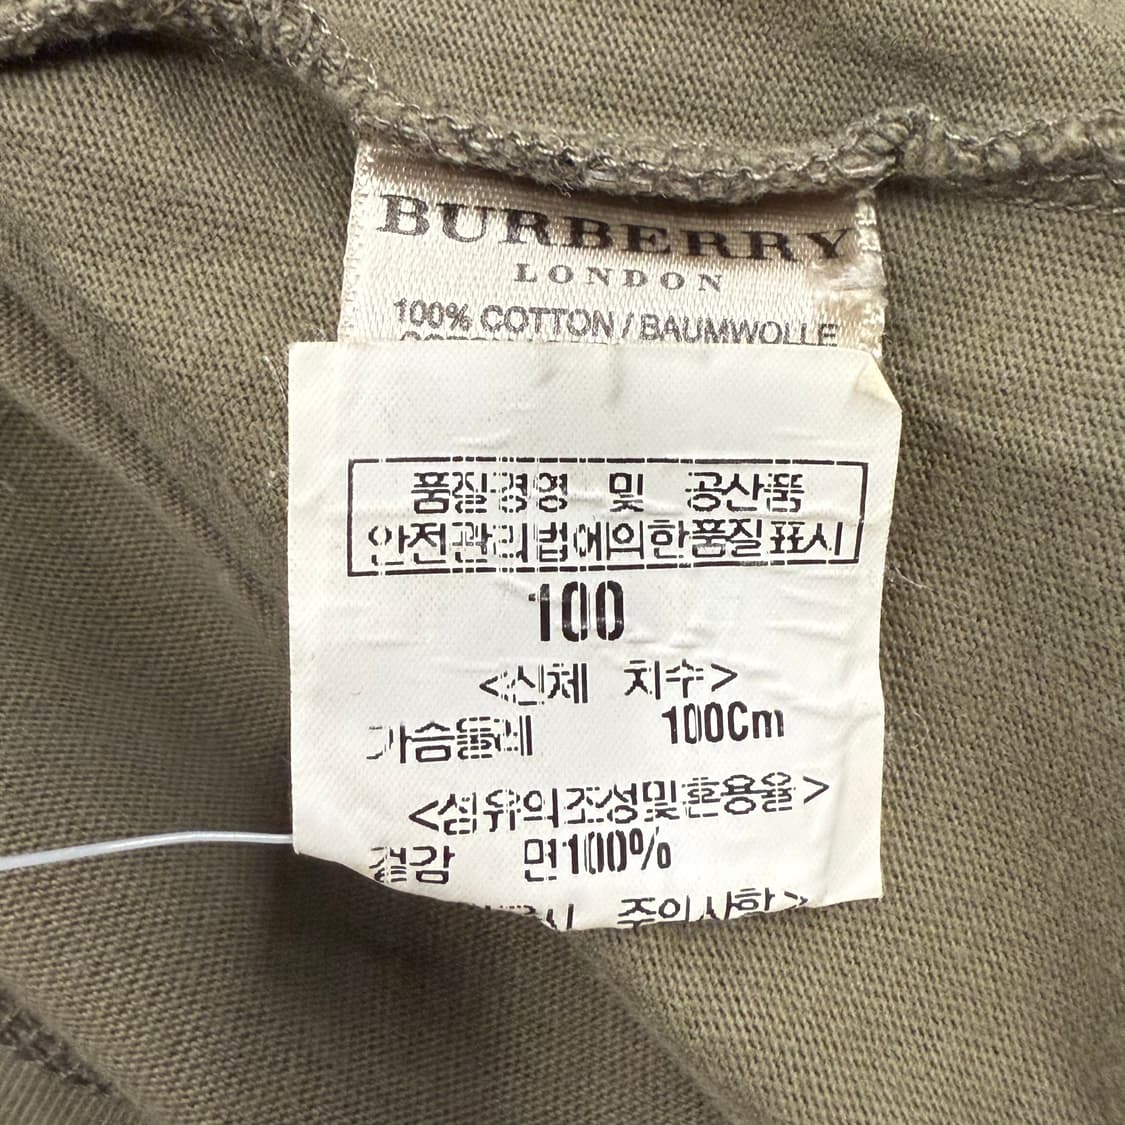 BURBERRY
LONDON
100% COTTON / BAUMWOLLE
품질경영 및 공산품
안전관리법에의한품질표시
100
<신체 치수>
가슴둘레 100Cm
<섬유의조성및혼용율>
겉감 면100%
주의사항>